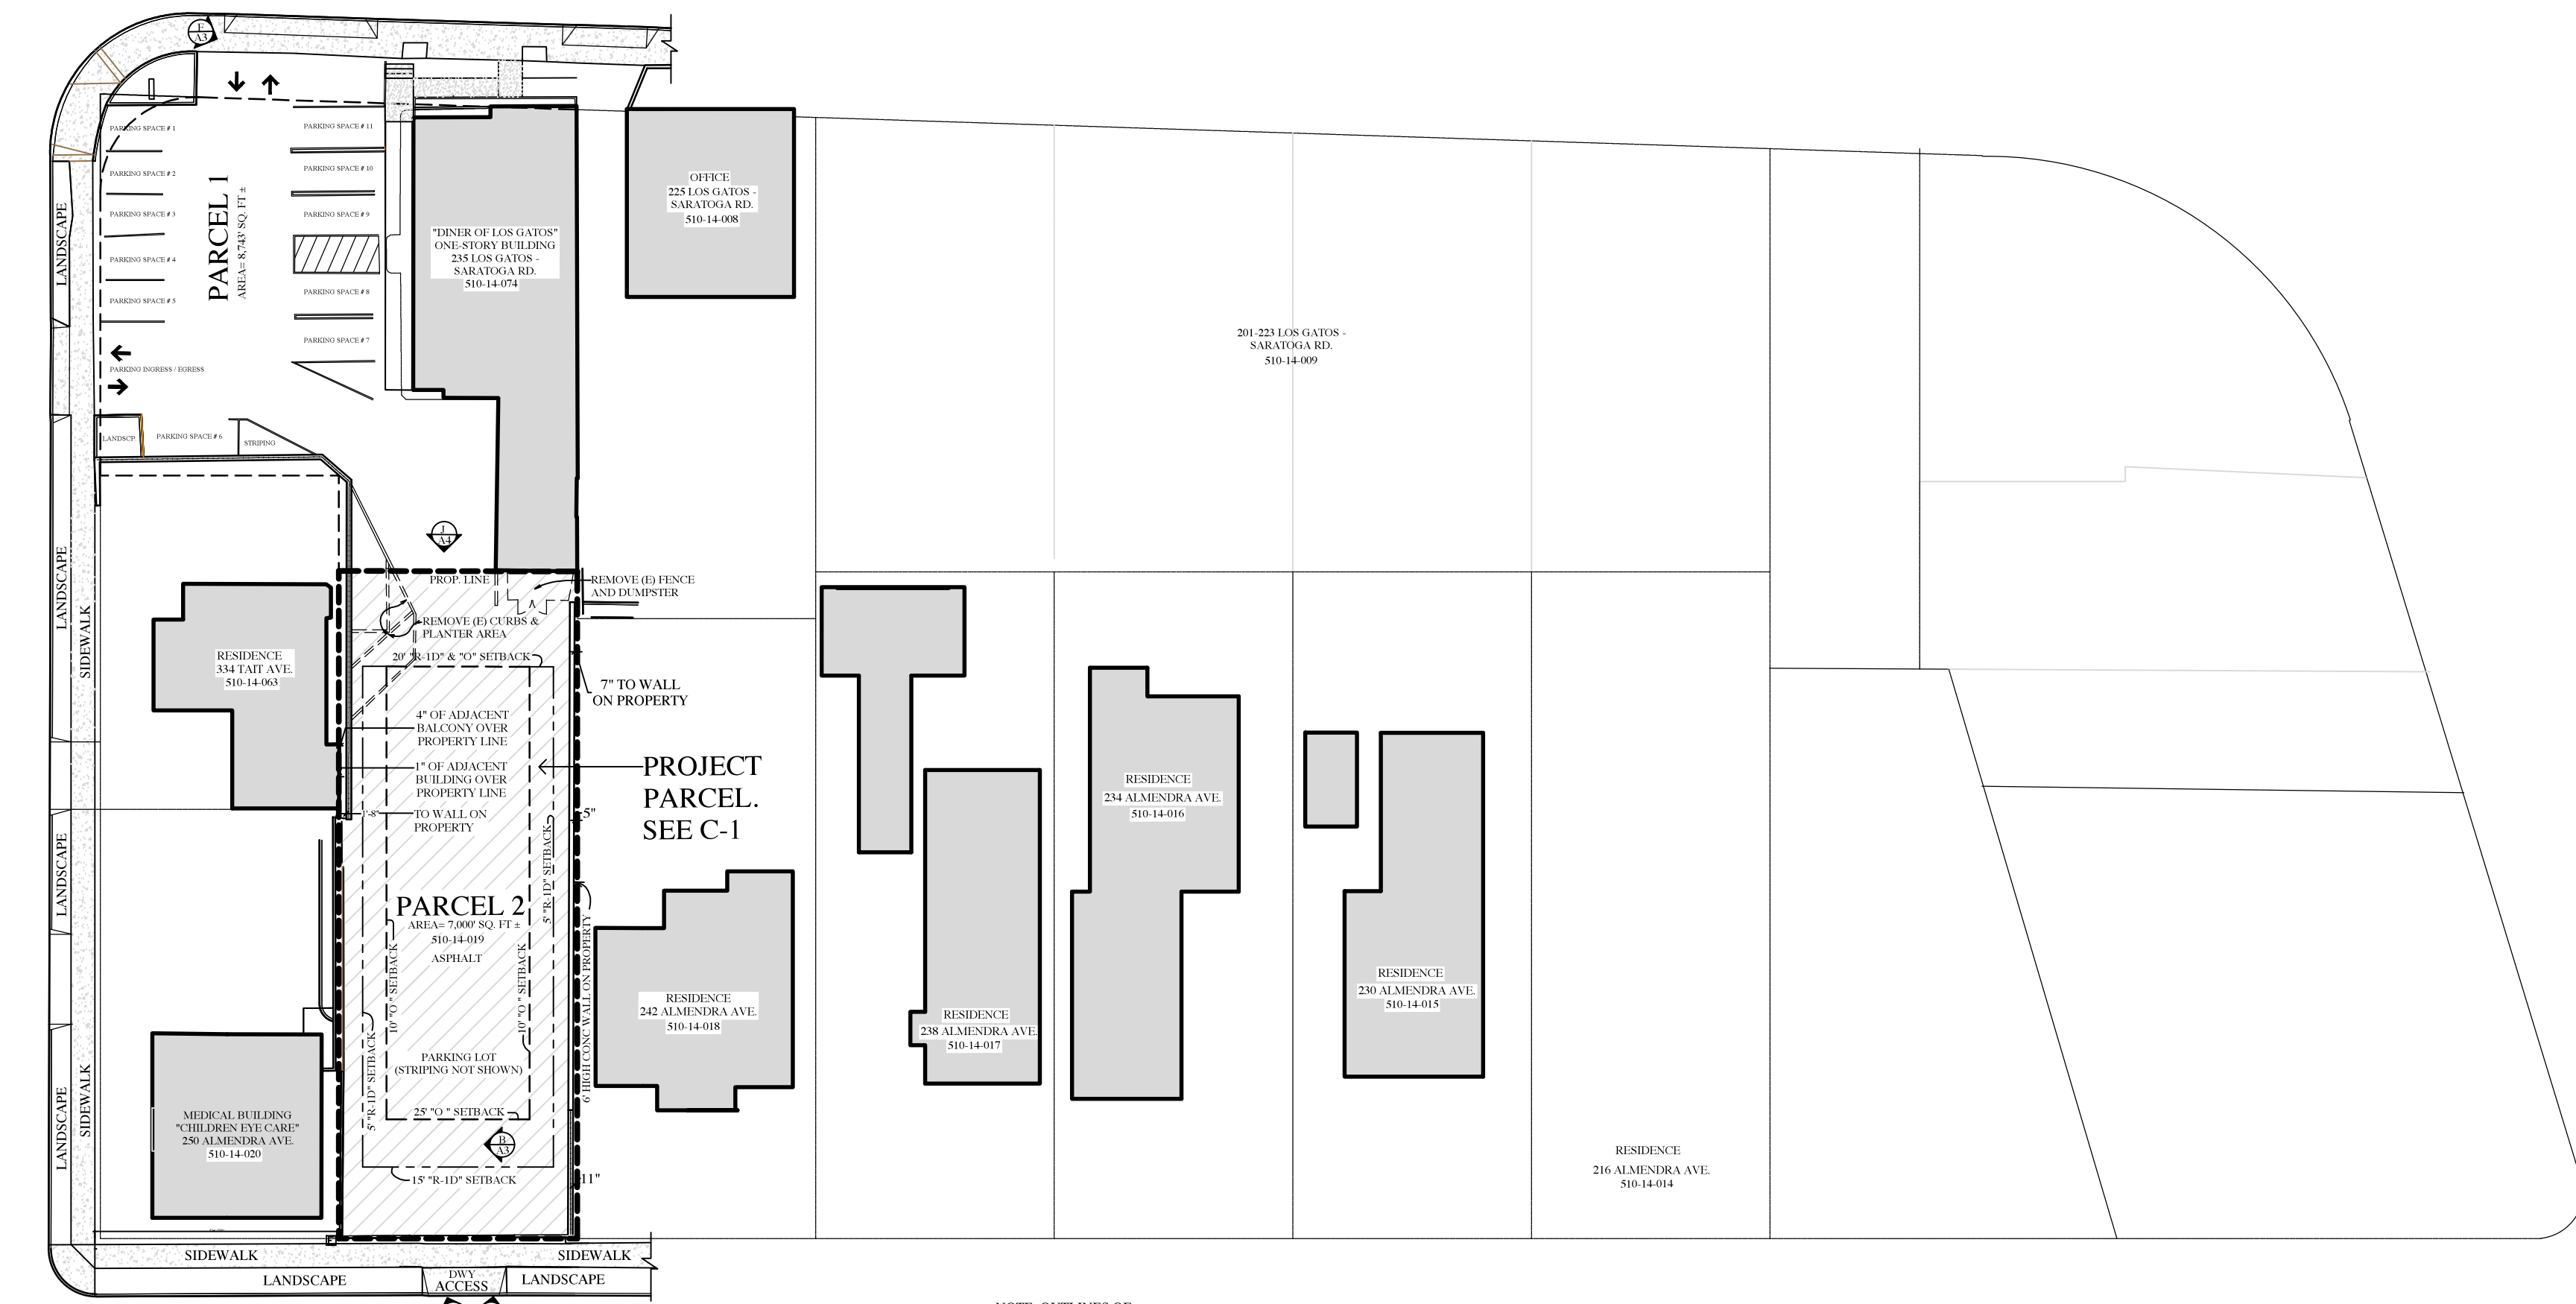 F
A3
PARKING SPACE # 1
PARKING SPACE # 2
PARKING SPACE # 3
PARKING SPACE # 4
PARKING SPACE # 5
PARKING INGRESS / EGRESS
PARCEL 1
AREA= 8,743' SQ. FT ±
PARKING SPACE # 11
PARKING SPACE # 10
PARKING SPACE # 9
PARKING SPACE # 8
PARKING SPACE # 7
LANDSCP.
PARKING SPACE # 6
STRIPING
"DINER OF LOS GATOS"
ONE-STORY BUILDING
235 LOS GATOS -
SARATOGA RD.
510-14-074
OFFICE
225 LOS GATOS -
SARATOGA RD.
510-14-008
201-223 LOS GATOS -
SARATOGA RD.
510-14-009
LANDSCAPE
LANDSCAPE
SIDEWALK
LANDSCAPE
LANDSCAPE
SIDEWALK
J
A4
PROP. LINE
REMOVE (E) FENCE
AND DUMPSTER
REMOVE (E) CURBS &
PLANTER AREA
20' "R-1D" & "O" SETBACK
7" TO WALL
ON PROPERTY
RESIDENCE
334 TAIT AVE.
510-14-063
4" OF ADJACENT
BALCONY OVER
PROPERTY LINE
1" OF ADJACENT
BUILDING OVER
PROPERTY LINE
1'-8"
TO WALL ON
PROPERTY
PROJECT
PARCEL.
SEE C-1
5"
5' "R-1D" SETBACK
PARCEL 2
AREA= 7,000' SQ. FT ±
510-14-019
ASPHALT
10' "O" SETBACK
10' "O" SETBACK
5' "R-1D" SETBACK
6' HIGH CONC WALL ON PROPERTY
PARKING LOT
(STRIPING NOT SHOWN)
25' "O" SETBACK
B
A3
15' "R-1D" SETBACK
11"
MEDICAL BUILDING
"CHILDREN EYE CARE"
250 ALMENDRA AVE.
510-14-020
RESIDENCE
242 ALMENDRA AVE.
510-14-018
RESIDENCE
238 ALMENDRA AVE.
510-14-017
RESIDENCE
234 ALMENDRA AVE.
510-14-016
RESIDENCE
230 ALMENDRA AVE.
510-14-015
RESIDENCE
216 ALMENDRA AVE.
510-14-014
SIDEWALK
SIDEWALK
LANDSCAPE
DWY
ACCESS
LANDSCAPE
NOTE: OUTLINES OF